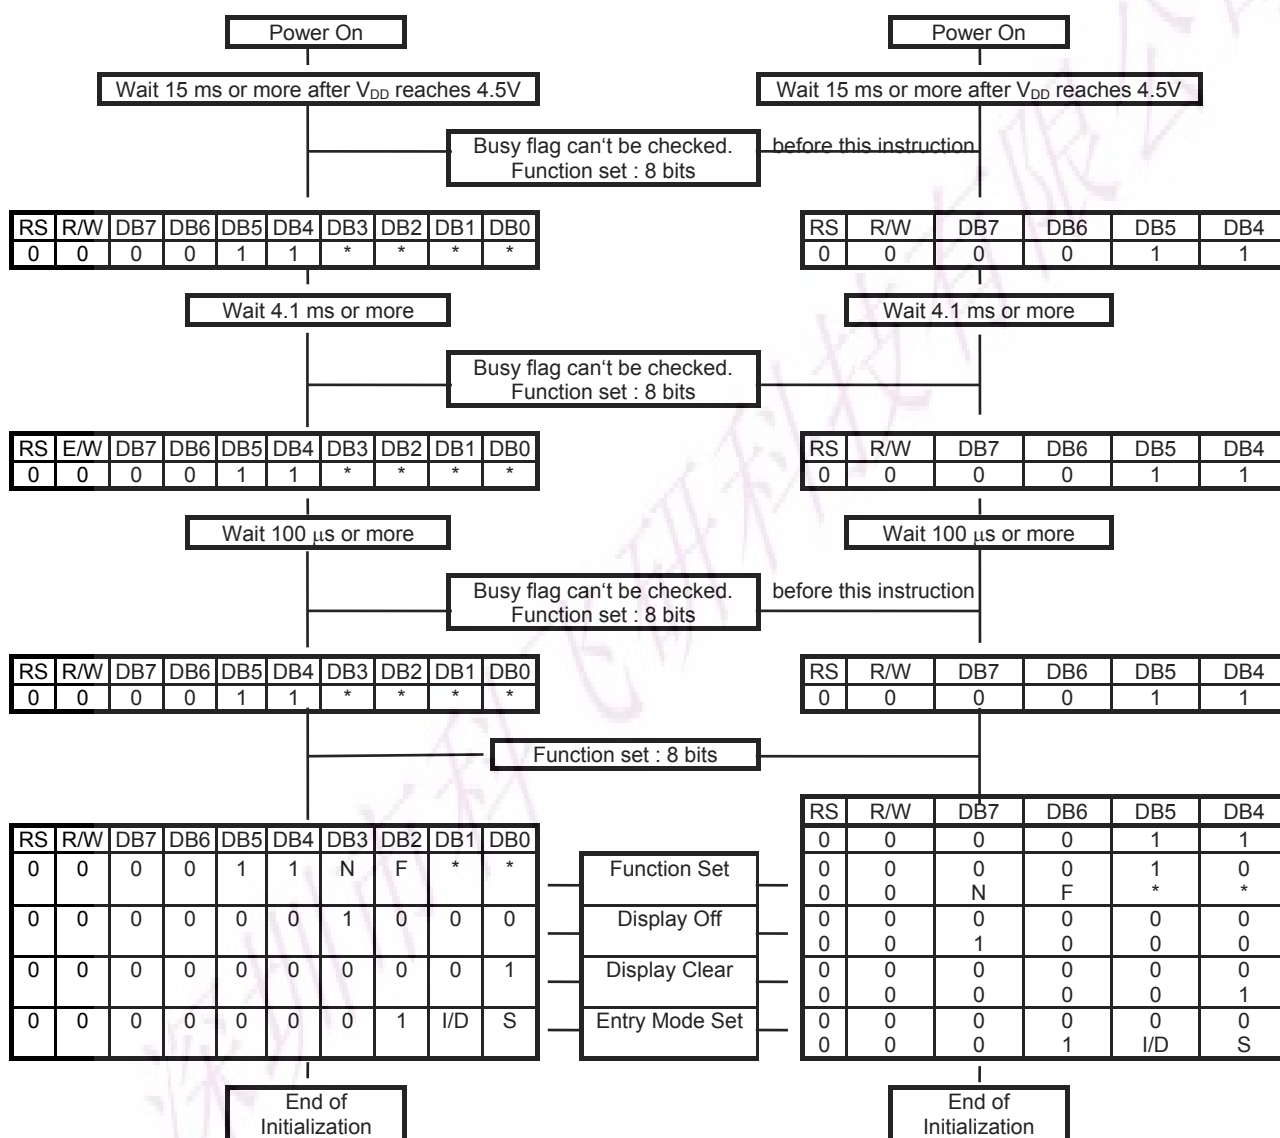 Power On
Power On
Wait 15 ms or more after VDD reaches 4.5V
Wait 15 ms or more after VDD reaches 4.5V
Busy flag can‘t be checked.
Function set : 8 bits
before this instruction
RS R/W DB7 DB6 DB5 DB4 DB3 DB2 DB1 DB0
0 0 0 0 1 1 * * * *
RS R/W DB7 DB6 DB5 DB4
0 0 0 0 1 1
Wait 4.1 ms or more
Wait 4.1 ms or more
Busy flag can‘t be checked.
Function set : 8 bits
RS E/W DB7 DB6 DB5 DB4 DB3 DB2 DB1 DB0
0 0 0 0 1 1 * * * *
RS R/W DB7 DB6 DB5 DB4
0 0 0 0 1 1
Wait 100 μs or more
Wait 100 μs or more
Busy flag can‘t be checked.
Function set : 8 bits
before this instruction
RS R/W DB7 DB6 DB5 DB4 DB3 DB2 DB1 DB0
0 0 0 0 1 1 * * * *
RS R/W DB7 DB6 DB5 DB4
0 0 0 0 1 1
Function set : 8 bits
RS R/W DB7 DB6 DB5 DB4 DB3 DB2 DB1 DB0
0 0 0 0 1 1 N F * *
0 0 0 0 0 0 1 0 0 0
0 0 0 0 0 0 0 0 0 1
0 0 0 0 0 0 0 1 I/D S
Function Set
Display Off
Display Clear
Entry Mode Set
RS R/W DB7 DB6 DB5 DB4
0 0 0 0 1 1
0 0 0 0 1 0
0 0 N F * *
0 0 0 0 0 0
0 0 1 0 0 0
0 0 0 0 0 0
0 0 0 0 0 1
0 0 0 0 0 0
0 0 0 1 I/D S
End of
Initialization
End of
Initialization
深圳市科飞研科技有限公